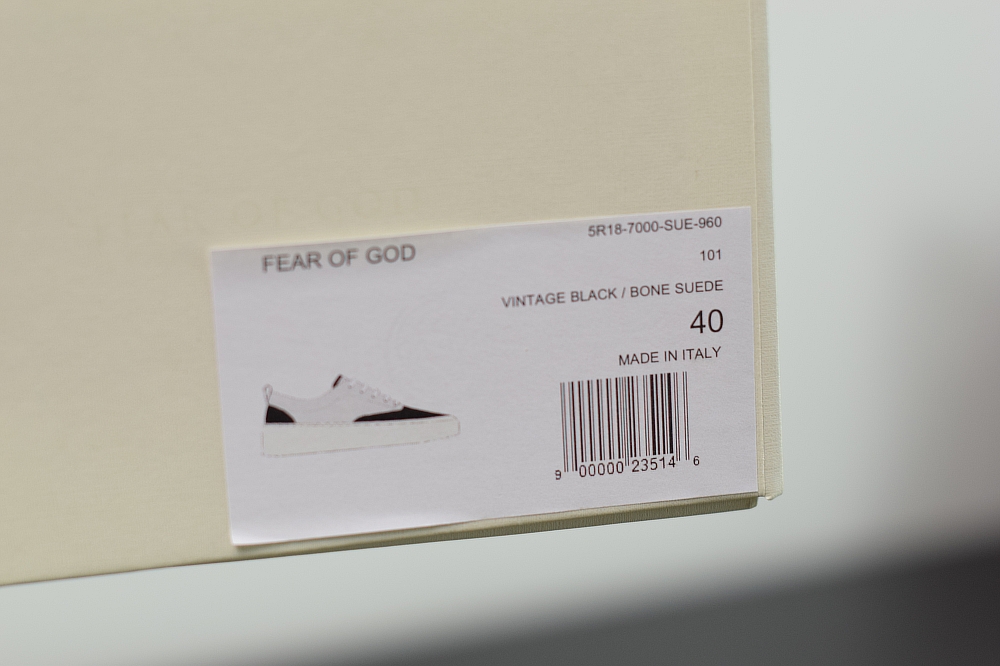 FEAR OF GOD
5R18-7000-SUE-960
101
VINTAGE BLACK / BONE SUEDE
40
MADE IN ITALY
9 00000 23514 6